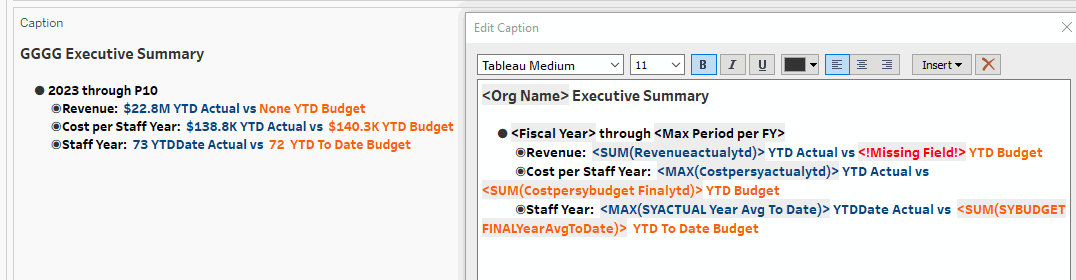 Caption
GGGG Executive Summary
● 2023 through P10
◉Revenue: $22.8M YTD Actual vs None YTD Budget
◉Cost per Staff Year: $138.8K YTD Actual vs $140.3K YTD Budget
◉Staff Year: 73 YTDDate Actual vs 72 YTD To Date Budget
Edit Caption
Tableau Medium 11 B I U Insert
<Org Name> Executive Summary
● <Fiscal Year> through <Max Period per FY>
◉Revenue: <SUM(Revenueactualytd)> YTD Actual vs <!Missing Field!> YTD Budget
◉Cost per Staff Year: <MAX(Costpersyactualytd)> YTD Actual vs
<SUM(Costpersybudget Finalytd)> YTD Budget
◉Staff Year: <MAX(SYACTUAL Year Avg To Date)> YTDDate Actual vs <SUM(SYBUDGET
FINALYearAvgToDate)> YTD To Date Budget